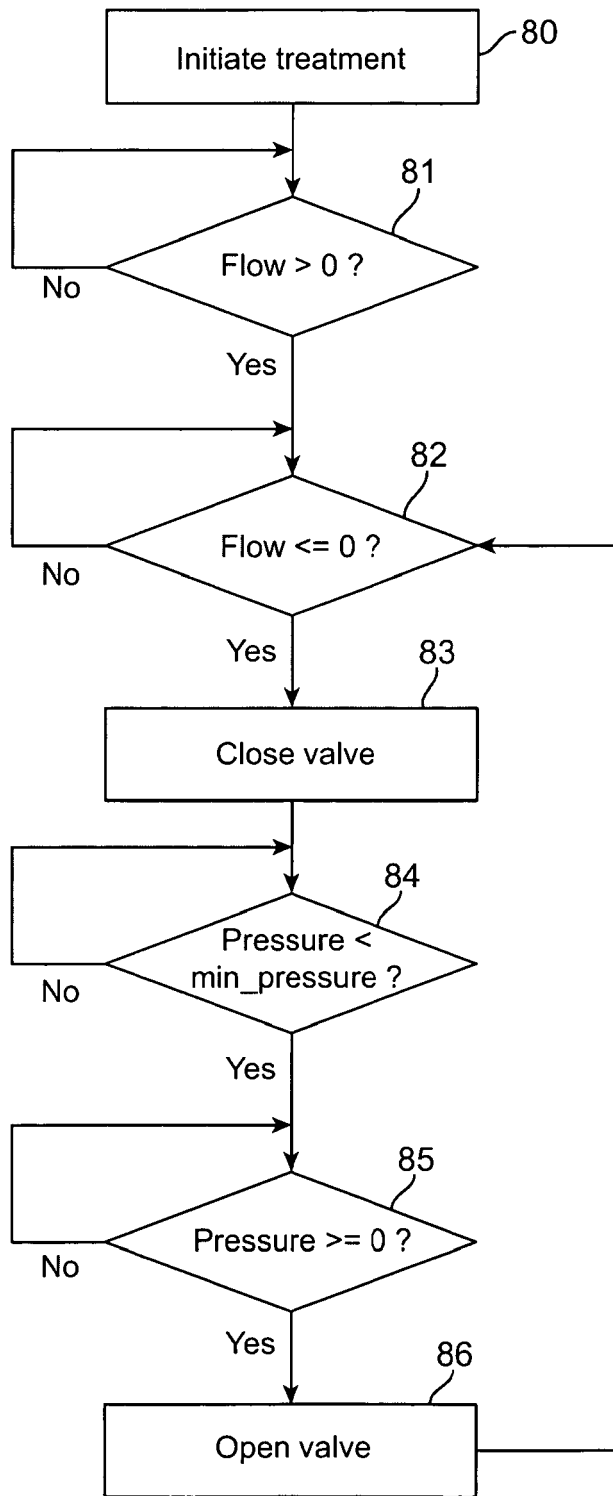 80
Initiate treatment
81
Flow > 0 ?
No
Yes
82
Flow <= 0 ?
No
Yes
83
Close valve
84
Pressure <
min_pressure ?
No
Yes
85
Pressure >= 0 ?
No
Yes
86
Open valve